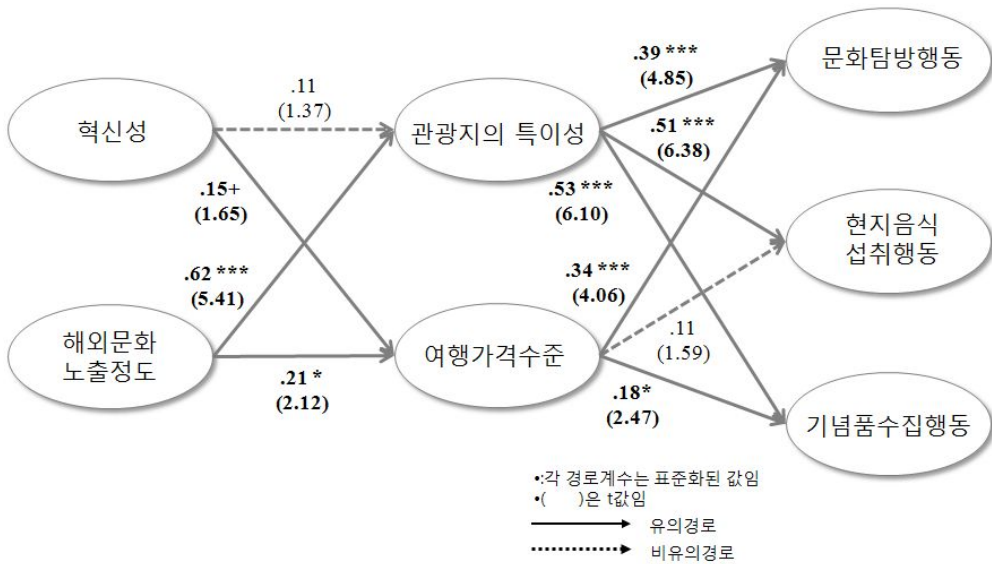 혁신성
해외문화
노출정도
관광지의 특이성
여행가격수준
문화탐방행동
현지음식
섭취행동
기념품수집행동
.11
(1.37)
.15+
(1.65)
.62 ***
(5.41)
.21 *
(2.12)
.39 ***
(4.85)
.51 ***
(6.38)
.53 ***
(6.10)
.34 ***
(4.06)
.11
(1.59)
.18*
(2.47)
•:각 경로계수는 표준화된 값임
•( )은 t값임
유의경로
비유의경로